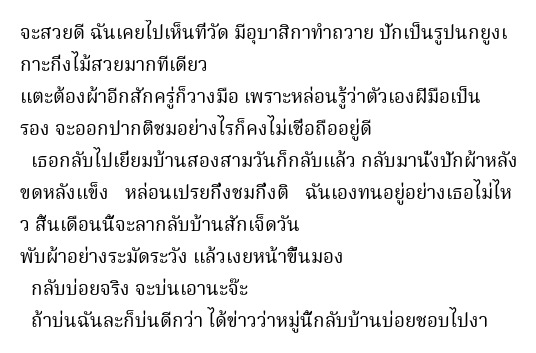 จะสวยดี ฉันเคยไปเห็นที่วัด มีอุบาสิกาทำถวาย ปักเป็นรูปนกยูงเ
กาะกิ่งไม้สวยมากทีเดียว
แตะต้องผ้าอีกสักครู่ก็วางมือ เพราะหล่อนรู้ว่าตัวเองฝีมือเป็น
รอง จะออกปากติชมอย่างไรก็คงไม่เชื่อถืออยู่ดี
เธอกลับไปเยี่ยมบ้านสองสามวันก็กลับแล้ว กลับมานั่งปักผ้าหลัง
ขดหลังแข็ง   หล่อนเปรยกึ่งชมกึ่งติ   ฉันเองทนอยู่อย่างเธอไม่ไห
ว สิ้นเดือนนี้จะลากลับบ้านสักเจ็ดวัน
พับผ้าอย่างระมัดระวัง แล้วเงยหน้าขึ้นมอง
กลับบ่อยจริง จะบ่นเอานะจ๊ะ
ถ้าบ่นฉันละก็บ่นดีกว่า ได้ข่าวว่าหมู่นี้กลับบ้านบ่อยชอบไปงา